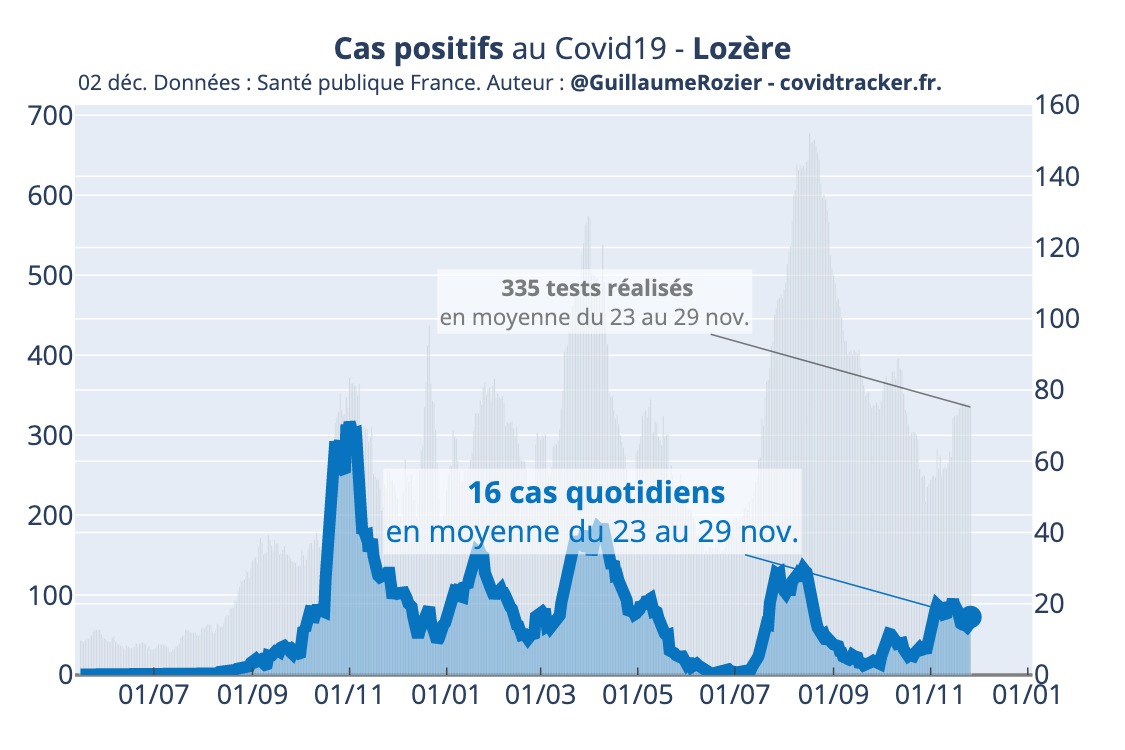 Cas positifs au Covid19 - Lozère
02 déc. Données : Santé publique France. Auteur : @GuillaumeRozier - covidtracker.fr.
700
600
500
400
300
200
100
0
160
140
120
100
80
60
40
20
0
335 tests réalisés
en moyenne du 23 au 29 nov.
16 cas quotidiens
en moyenne du 23 au 29 nov.
01/07 01/09 01/11 01/01 01/03 01/05 01/07 01/09 01/11 01/01